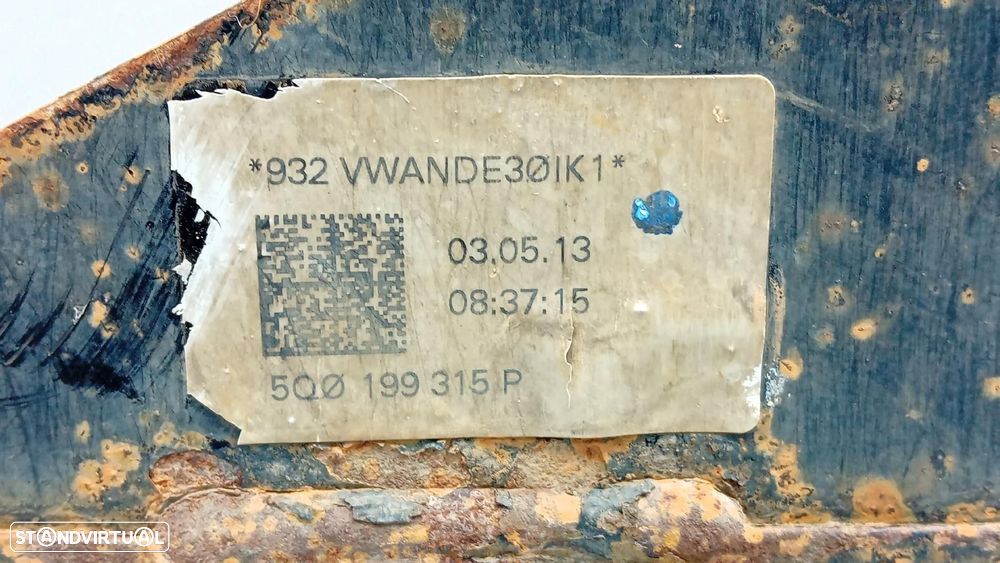 *932 VWANDE3ØIK1*
03.05.13
08:37:15
5QØ 199 315 P
STANDVIRTUAL